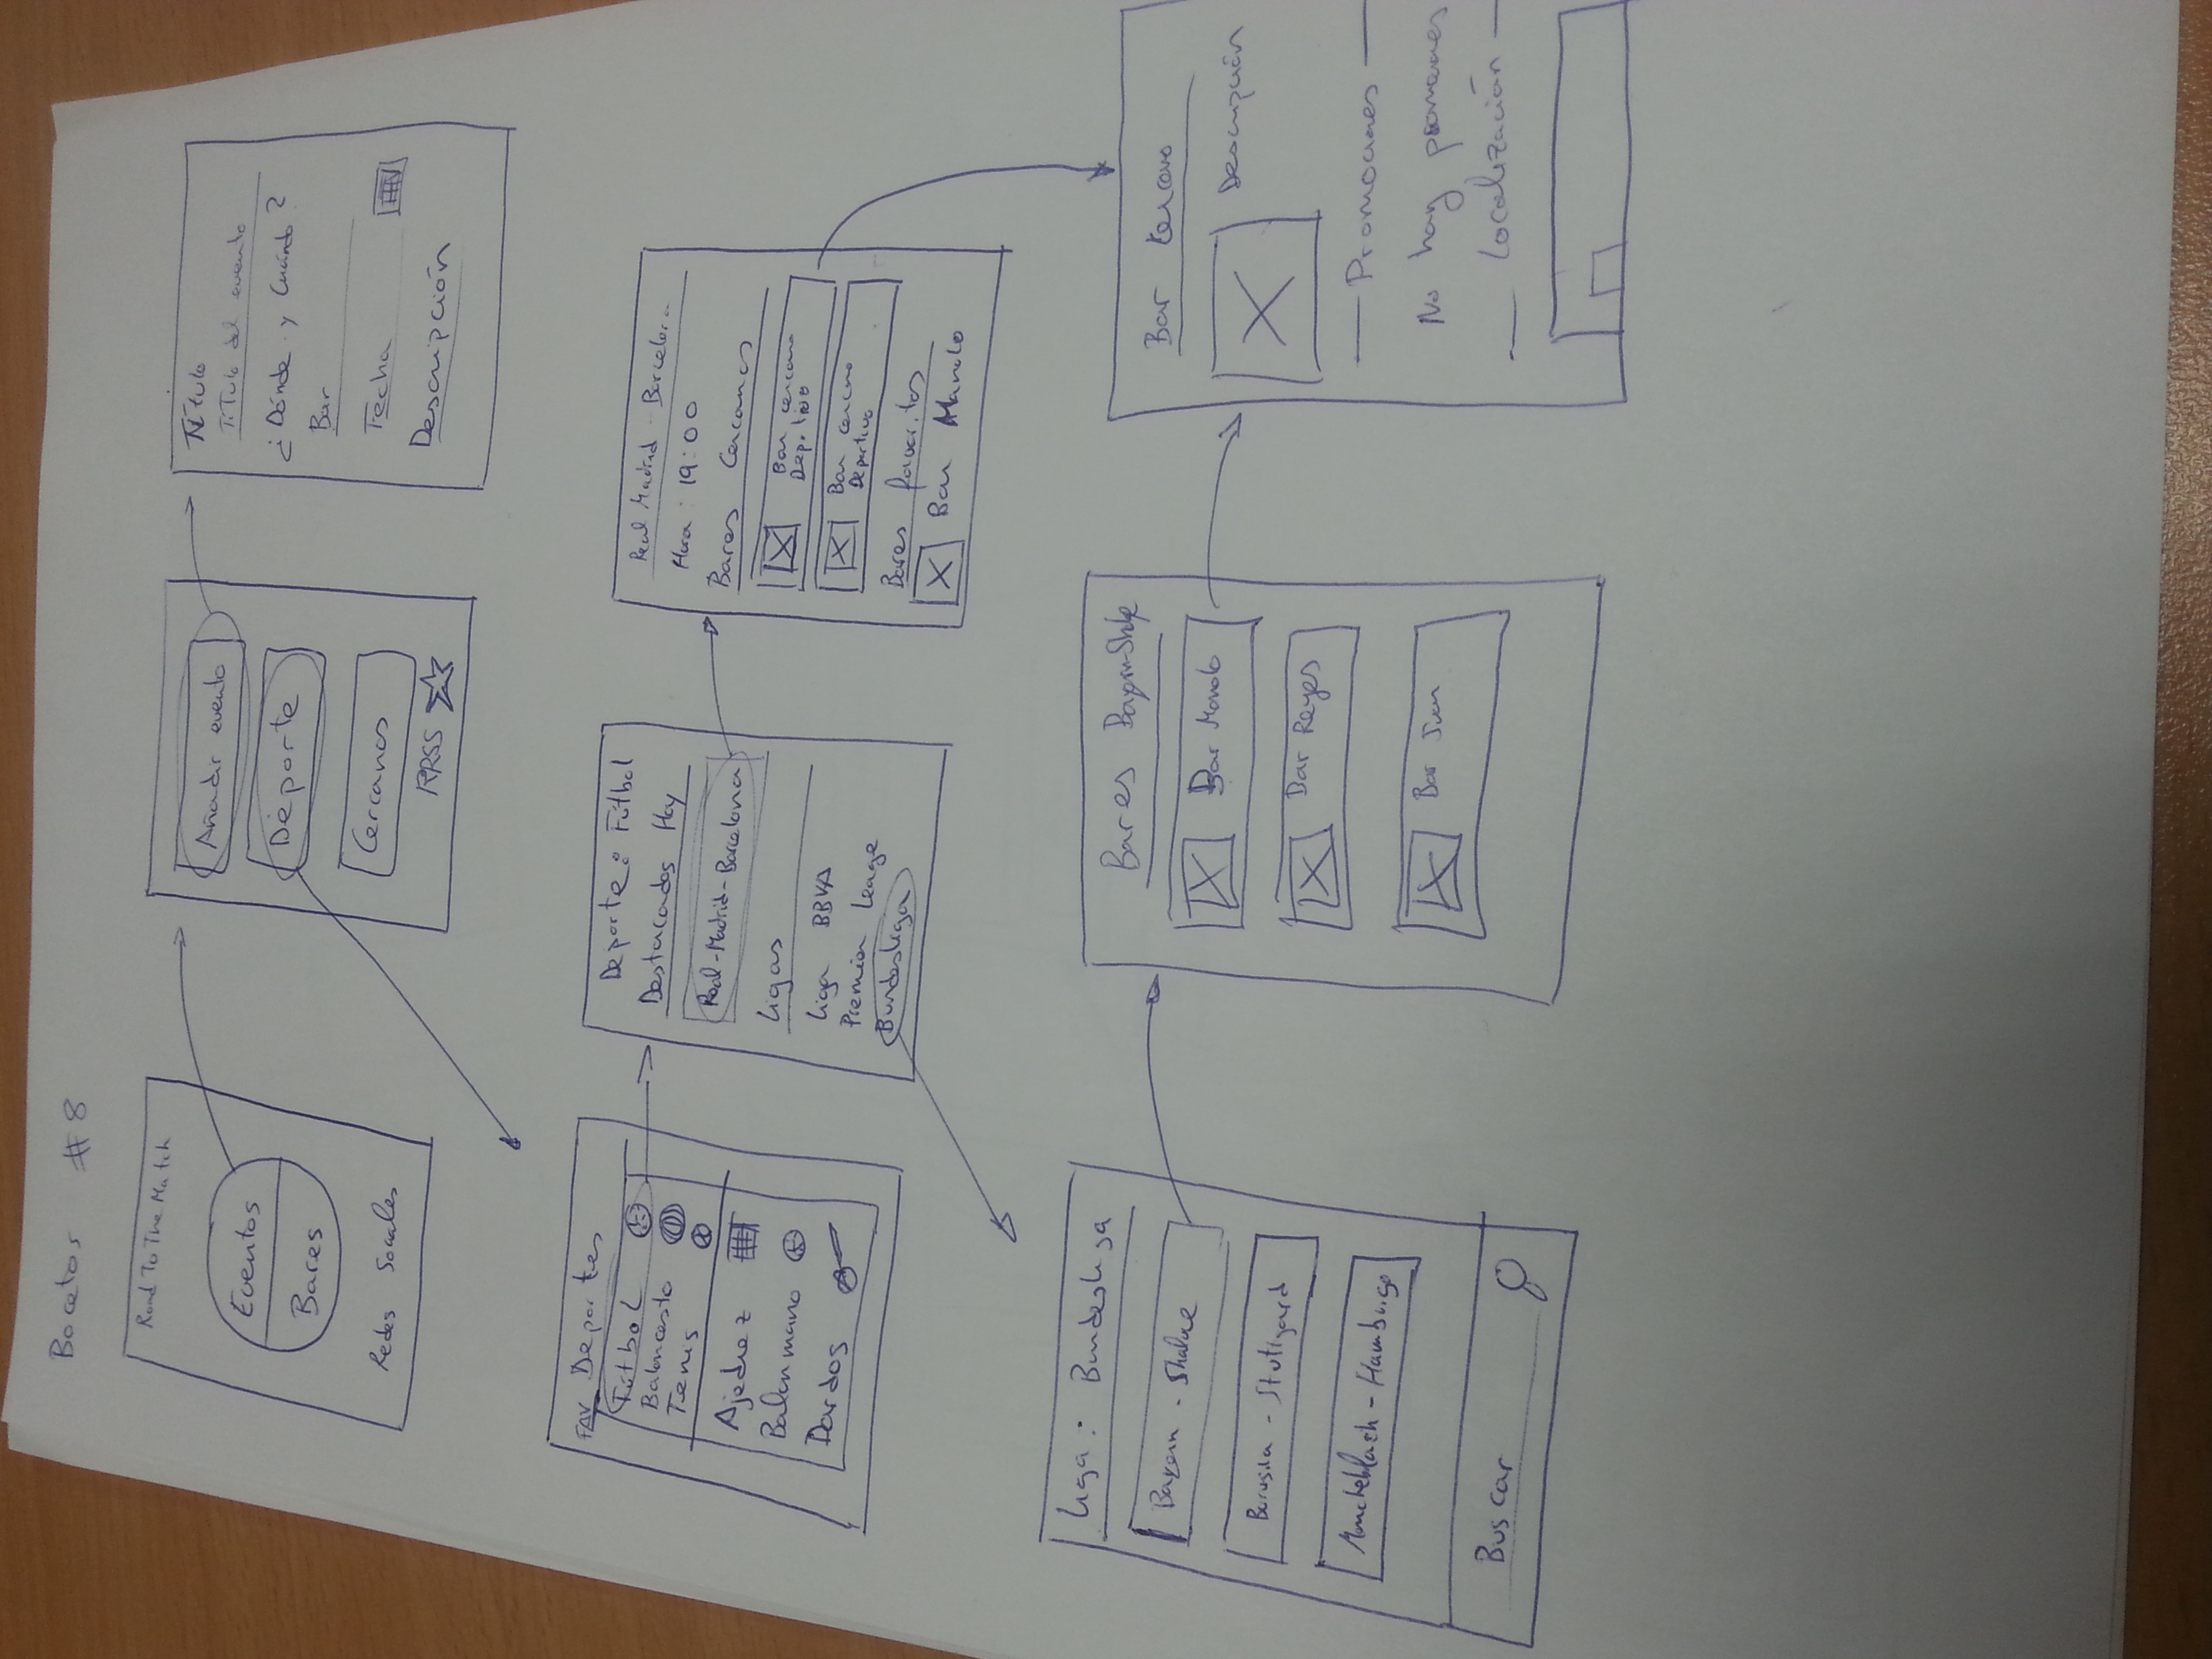 Bocetos #8
Road To The Match
Eventos
Bares
Redes Sociales
Añadir evento
Deporte
Cercanos
RRSS
Título
Título del evento
¿Dónde y Cuándo?
Bar
Fecha
Descripción
FAV Deportes
Fútbol
Baloncesto
Tenis
Ajedrez
Balonmano
Dardos
Deporte: Fútbol
Destacados Hoy
Real-Madrid-Barcelona
Ligas
Liga BBVA
Premier Leage
Bundesliga
Real Madrid - Barcelona
Hora: 19:00
Bares Cercanos
Bar cercano
Deportivo
Bar cercano
Deportivo
Bares favoritos
Bar Manolo
Liga: Bundesliga
Bayern - Shalke
Borusia - Stuttgard
- Hamburgo
Buscar
Bares Bayern-Shalke
Bar Manolo
Bar Reyes
Bar Juan
Bar Cercano
Descripción
Promociones
No hay promociones
Localización